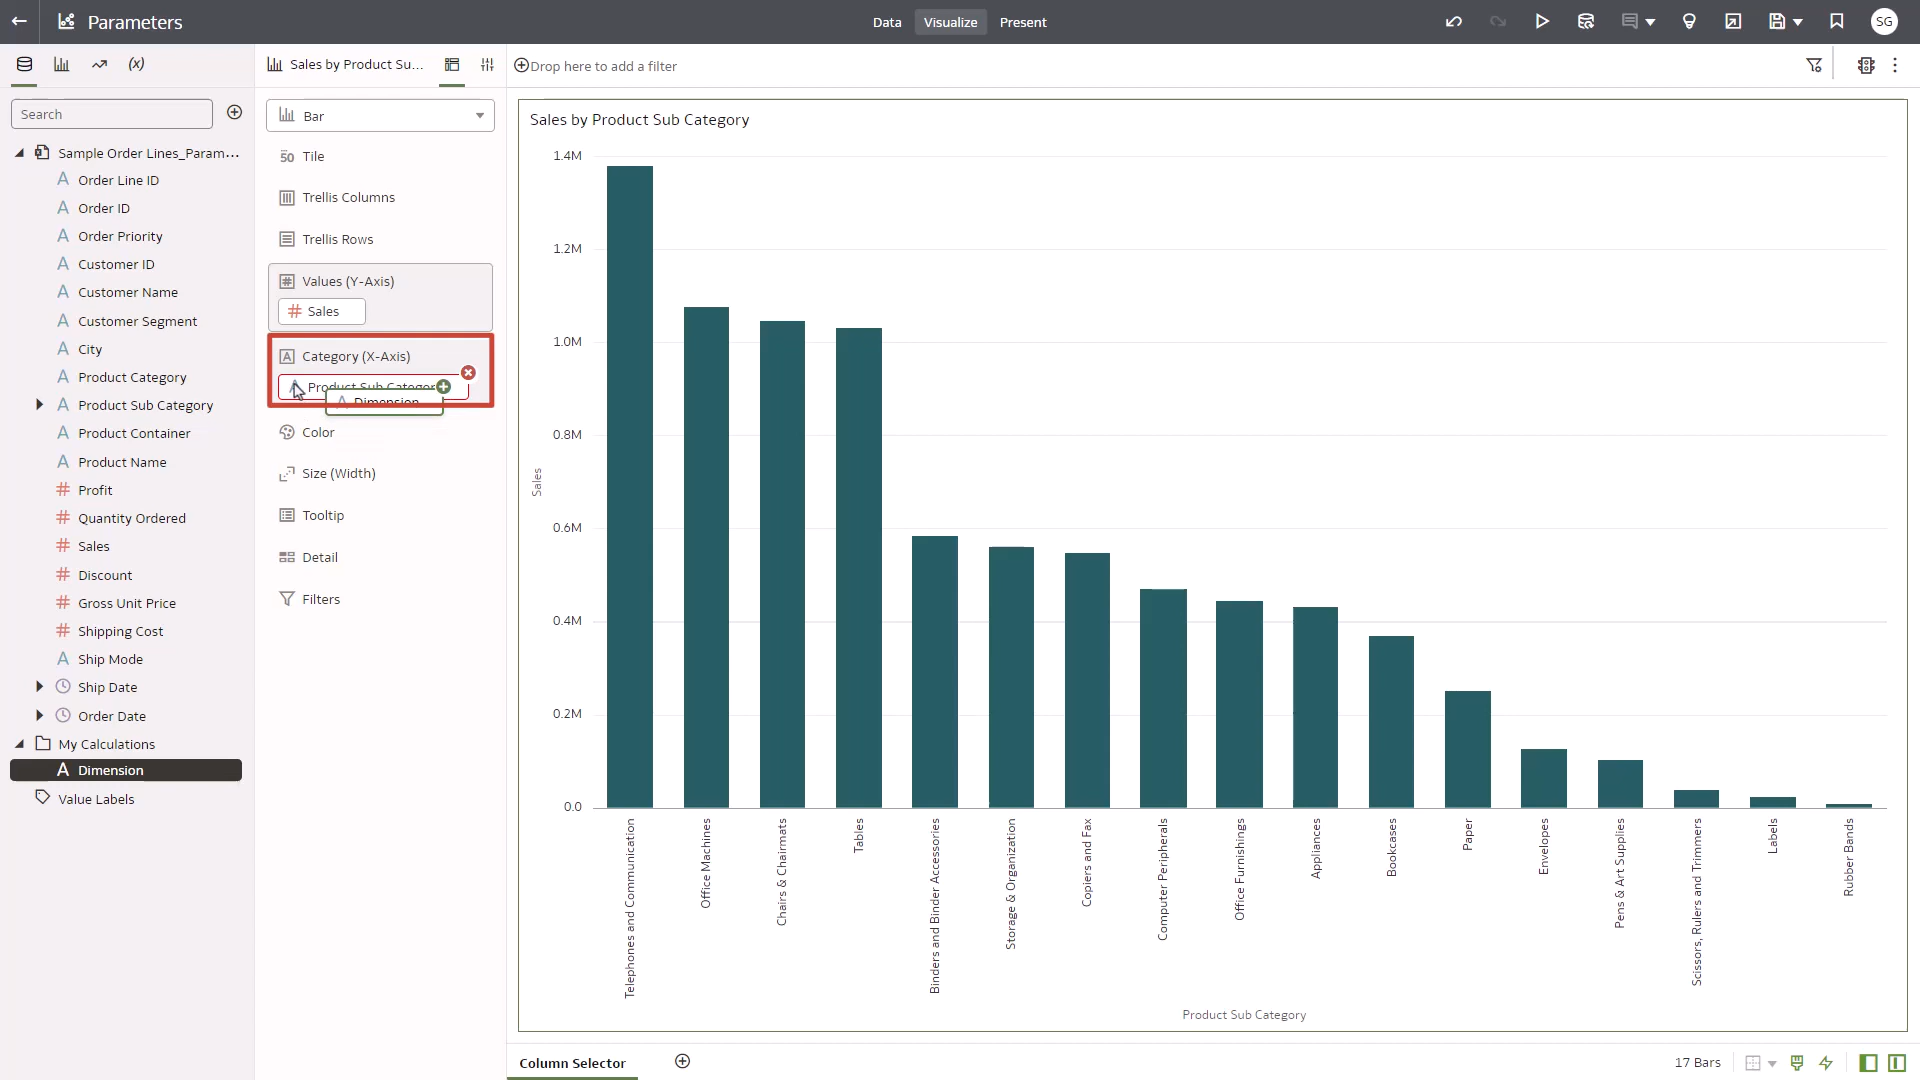 Parameters
Data
Visualize
Present
SG
(x)
Sales by Product Su...
Drop here to add a filter
Search
Sample Order Lines_Param...
A Order Line ID
A Order ID
A Order Priority
A Customer ID
A Customer Name
A Customer Segment
A City
A Product Category
A Product Sub Category
A Product Container
A Product Name
# Profit
# Quantity Ordered
# Sales
# Discount
# Gross Unit Price
# Shipping Cost
A Ship Mode
Ship Date
Order Date
My Calculations
A Dimension
Value Labels
Bar
50 Tile
Trellis Columns
Trellis Rows
# Values (Y-Axis)
# Sales
A Category (X-Axis)
Product Sub Categor
A Dimension
Color
Size (Width)
Tooltip
Detail
Filters
Sales by Product Sub Category
1.4M
1.2M
1.0M
0.8M
0.6M
0.4M
0.2M
0.0
Sales
Telephones and Communication
Office Machines
Chairs & Chairmats
Tables
Binders and Binder Accessories
Storage & Organization
Copiers and Fax
Computer Peripherals
Office Furnishings
Appliances
Bookcases
Paper
Envelopes
Pens & Art Supplies
Scissors, Rulers and Trimmers
Labels
Rubber Bands
Product Sub Category
Column Selector
17 Bars